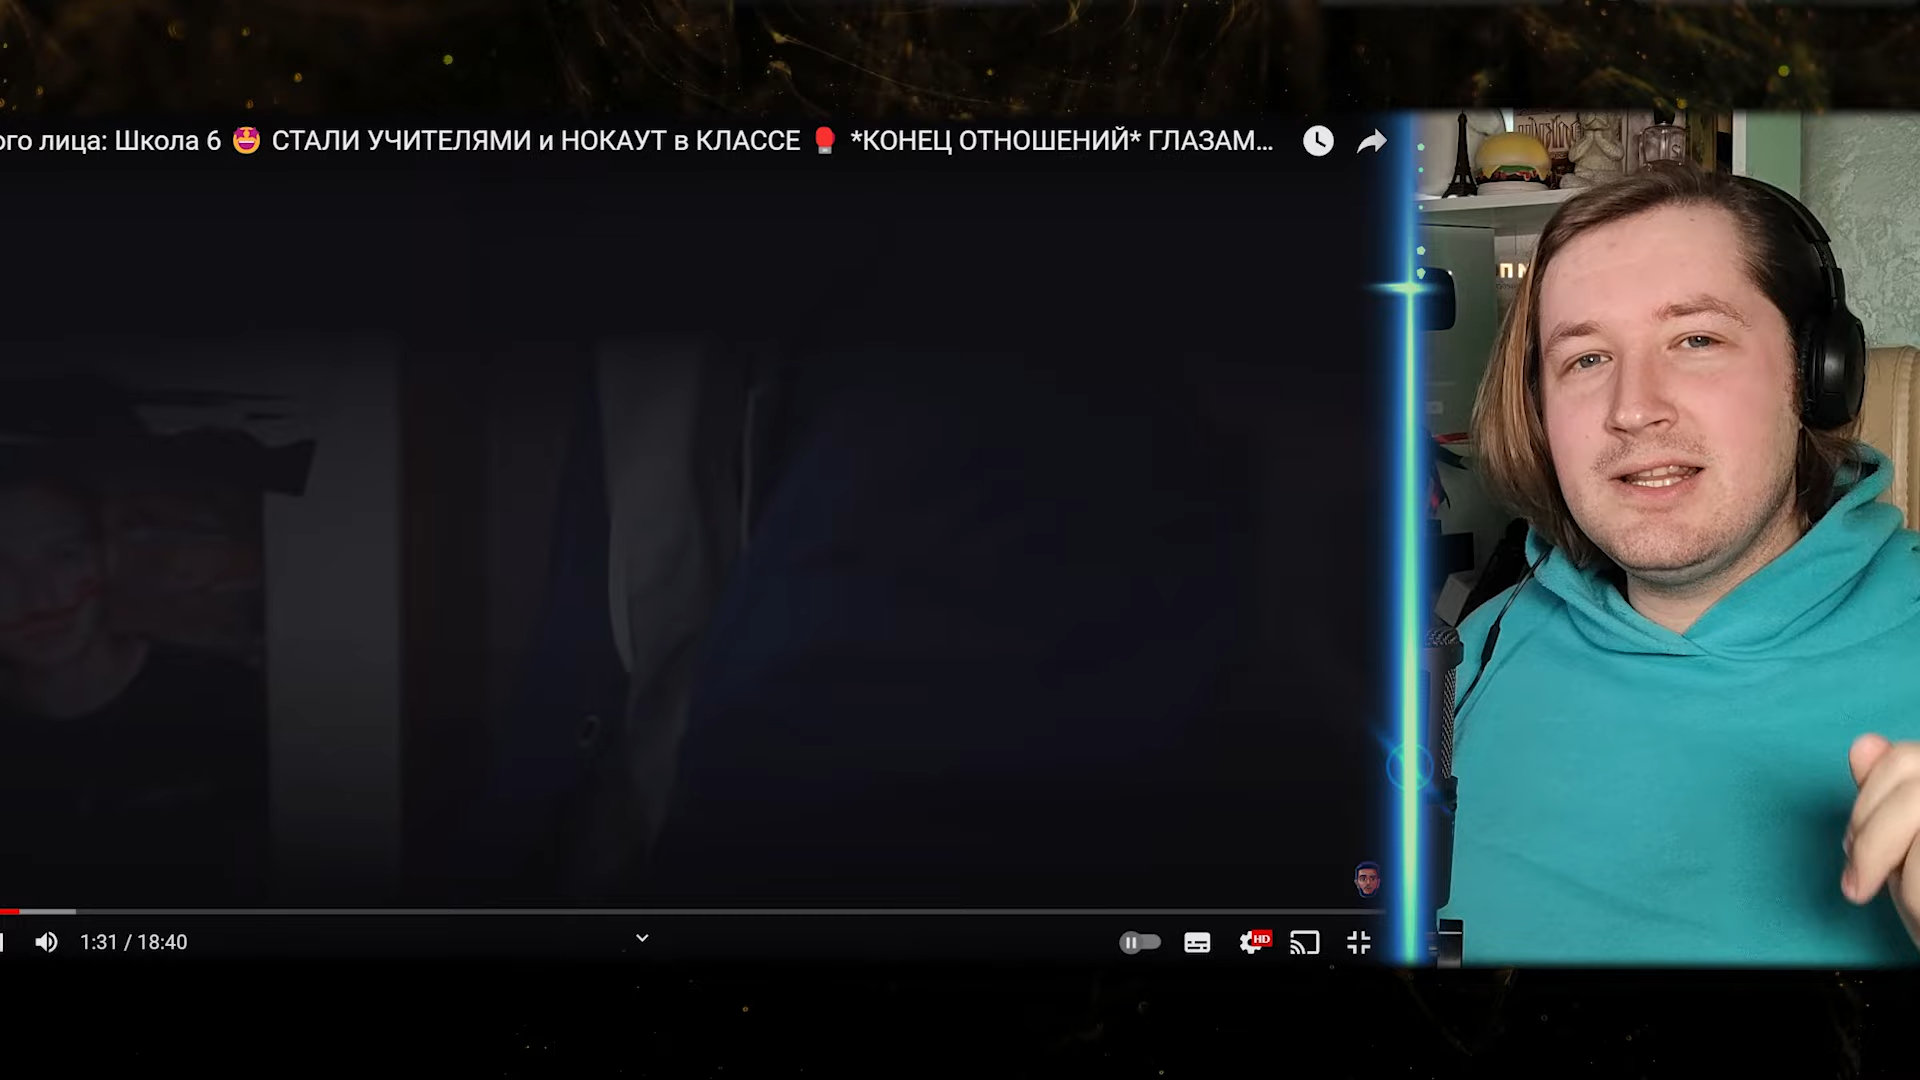 ого лица: Школа 6 🤩 СТАЛИ УЧИТЕЛЯМИ и НОКАУТ в КЛАССЕ 🥊 *КОНЕЦ ОТНОШЕНИЙ* ГЛАЗАМ...
HD
1:31 / 18:40